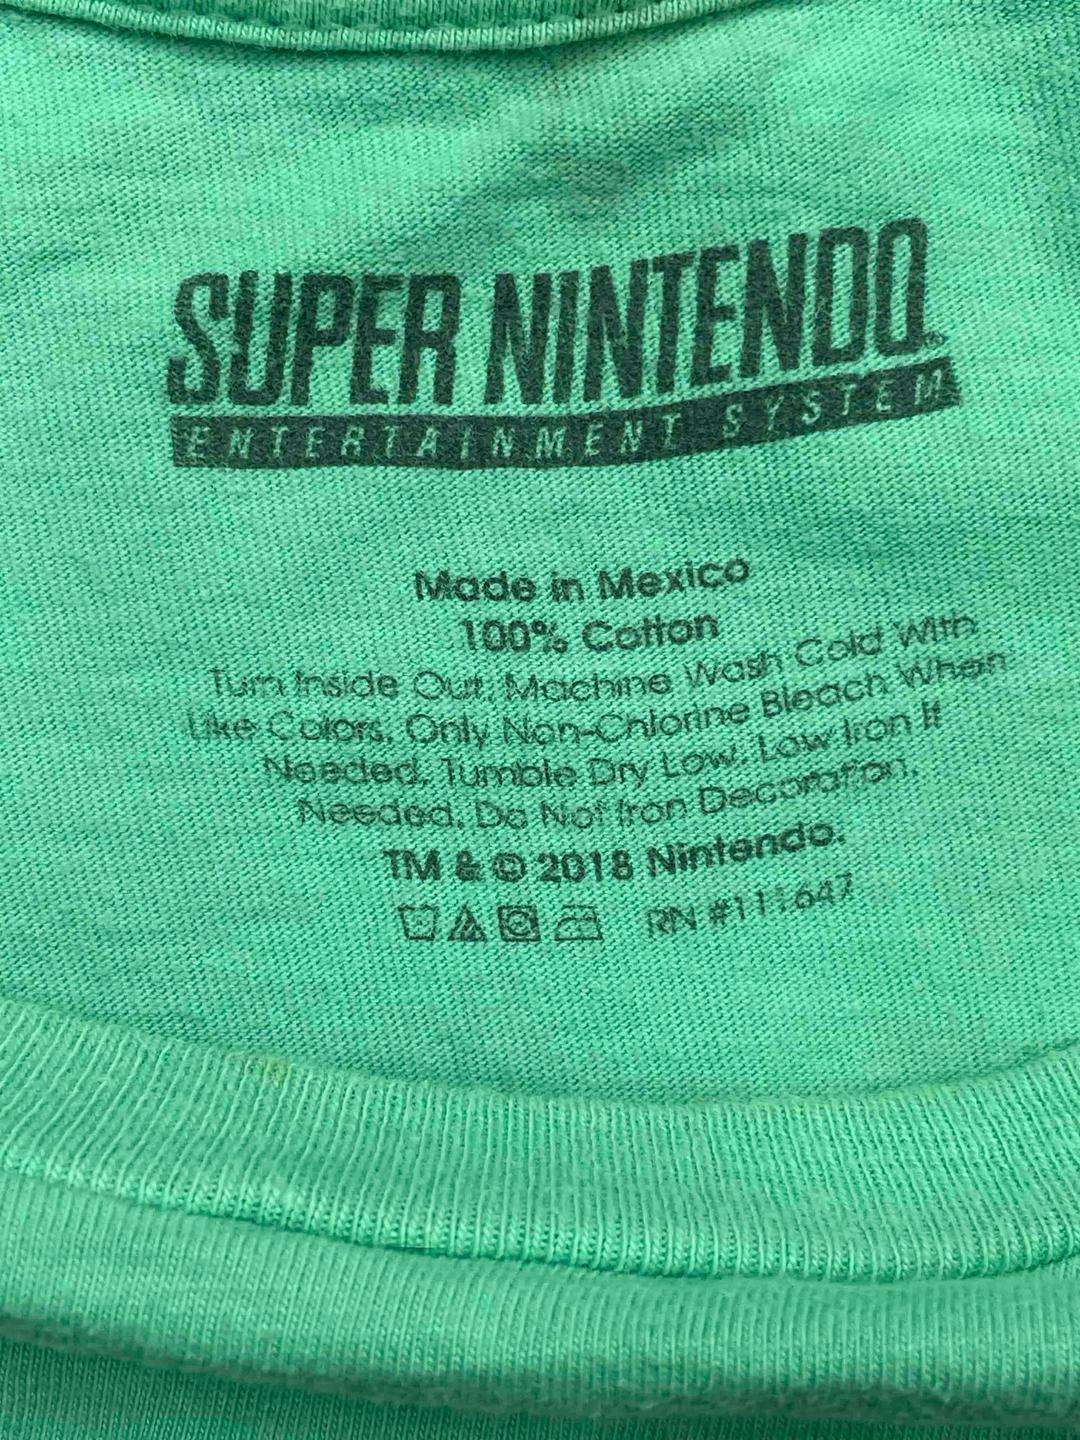 SUPER NINTENDO®
ENTERTAINMENT SYSTEM
Made in Mexico
100% Cotton
Turn Inside Out. Machine Wash Cold With
Like Colors. Only Non-Chlorine Bleach When
Needed. Tumble Dry Low. Low Iron If
Needed. Do Not Iron Decoration.
TM & © 2018 Nintendo.
RN #111647